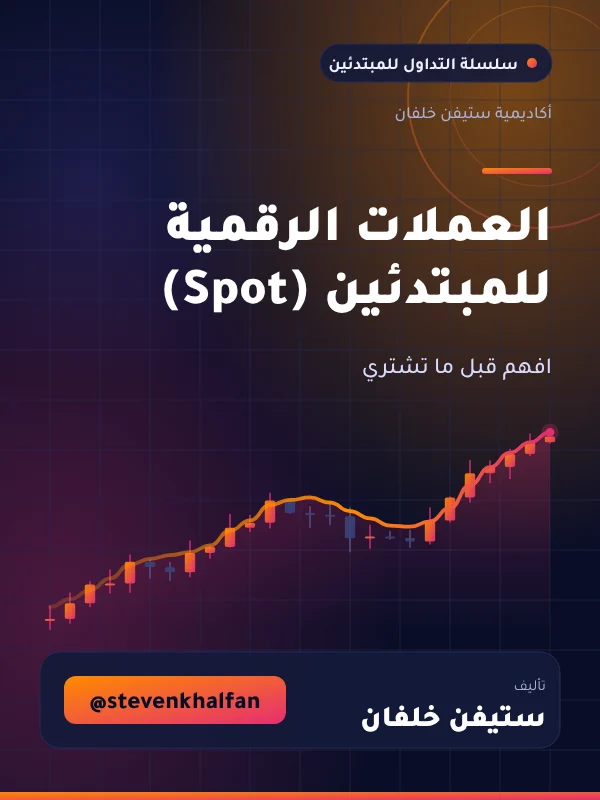 سلسلة التداول للمبتدئين
أكاديمية ستيفن خلفان
العملات الرقمية
للمبتدئين (Spot)
افهم قبل ما تشتري
تأليف
ستيفن خلفان
@stevenkhalfan